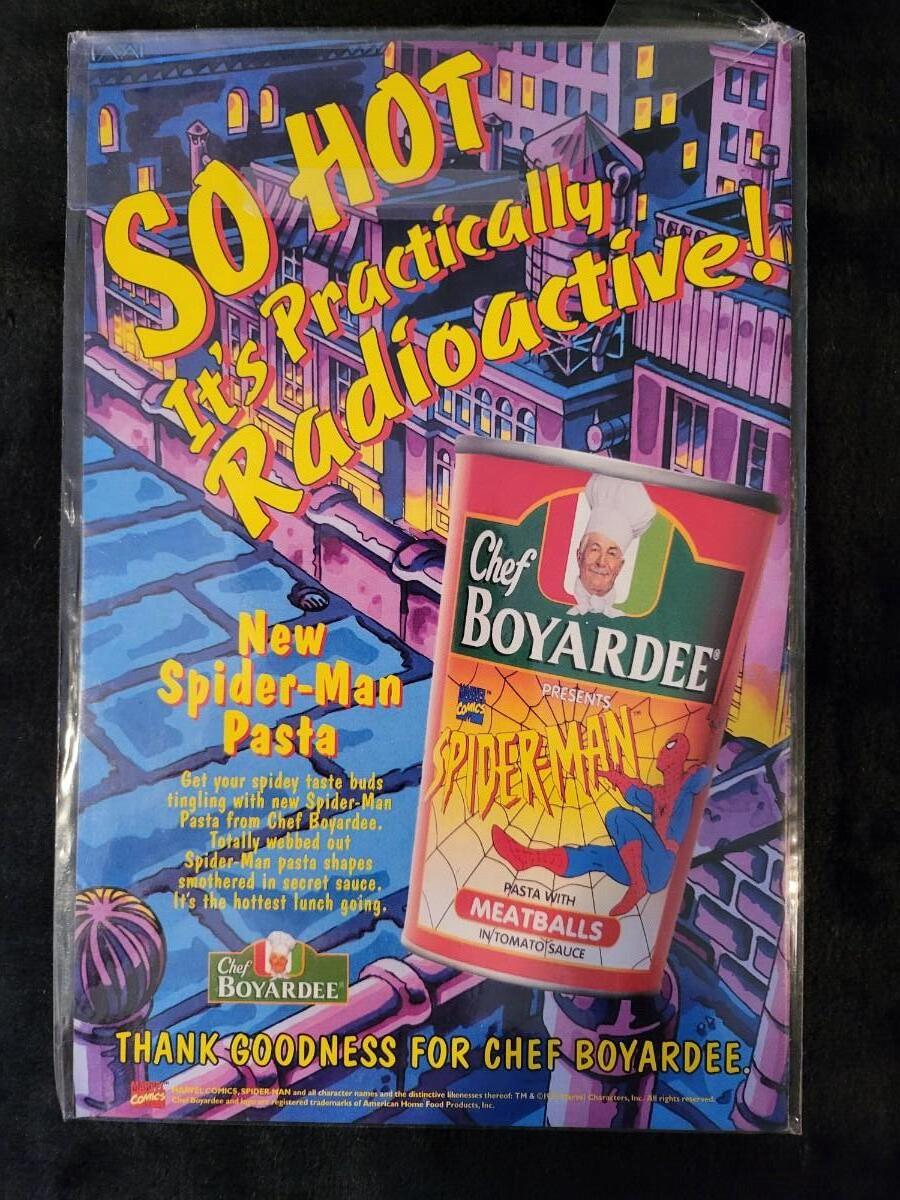 SO HOT
It's Practically
Radioactive!
Chef
BOYARDEE®
PRESENTS
MARVEL™
COMICS
SPIDER-MAN™
PASTA WITH
MEATBALLS
IN TOMATO SAUCE
New
Spider-Man
Pasta
Get your spidey taste buds
tingling with new Spider-Man
Pasta from Chef Boyardee.
Totally webbed out
Spider-Man pasta shapes
smothered in secret sauce.
It's the hottest lunch going.
Chef
BOYARDEE®
THANK GOODNESS FOR CHEF BOYARDEE.
MARVEL
COMICS
MARVEL COMICS, SPIDER-MAN and all character names and the distinctive likenesses thereof: TM & © Marvel Characters, Inc. All rights reserved.
Chef Boyardee and logo are registered trademarks of American Home Food Products, Inc.